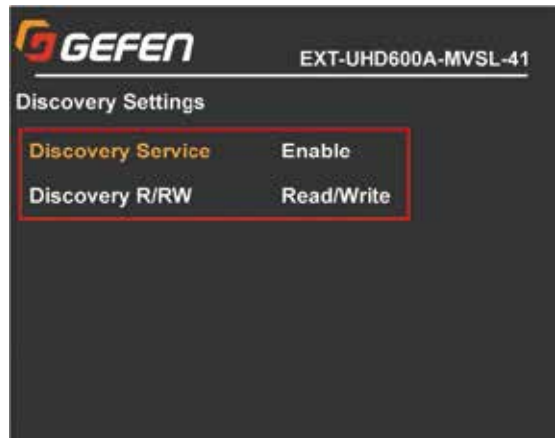 GEFEN
EXT-UHD600A-MVSL-41
Discovery Settings
Discovery Service Enable
Discovery R/RW Read/Write